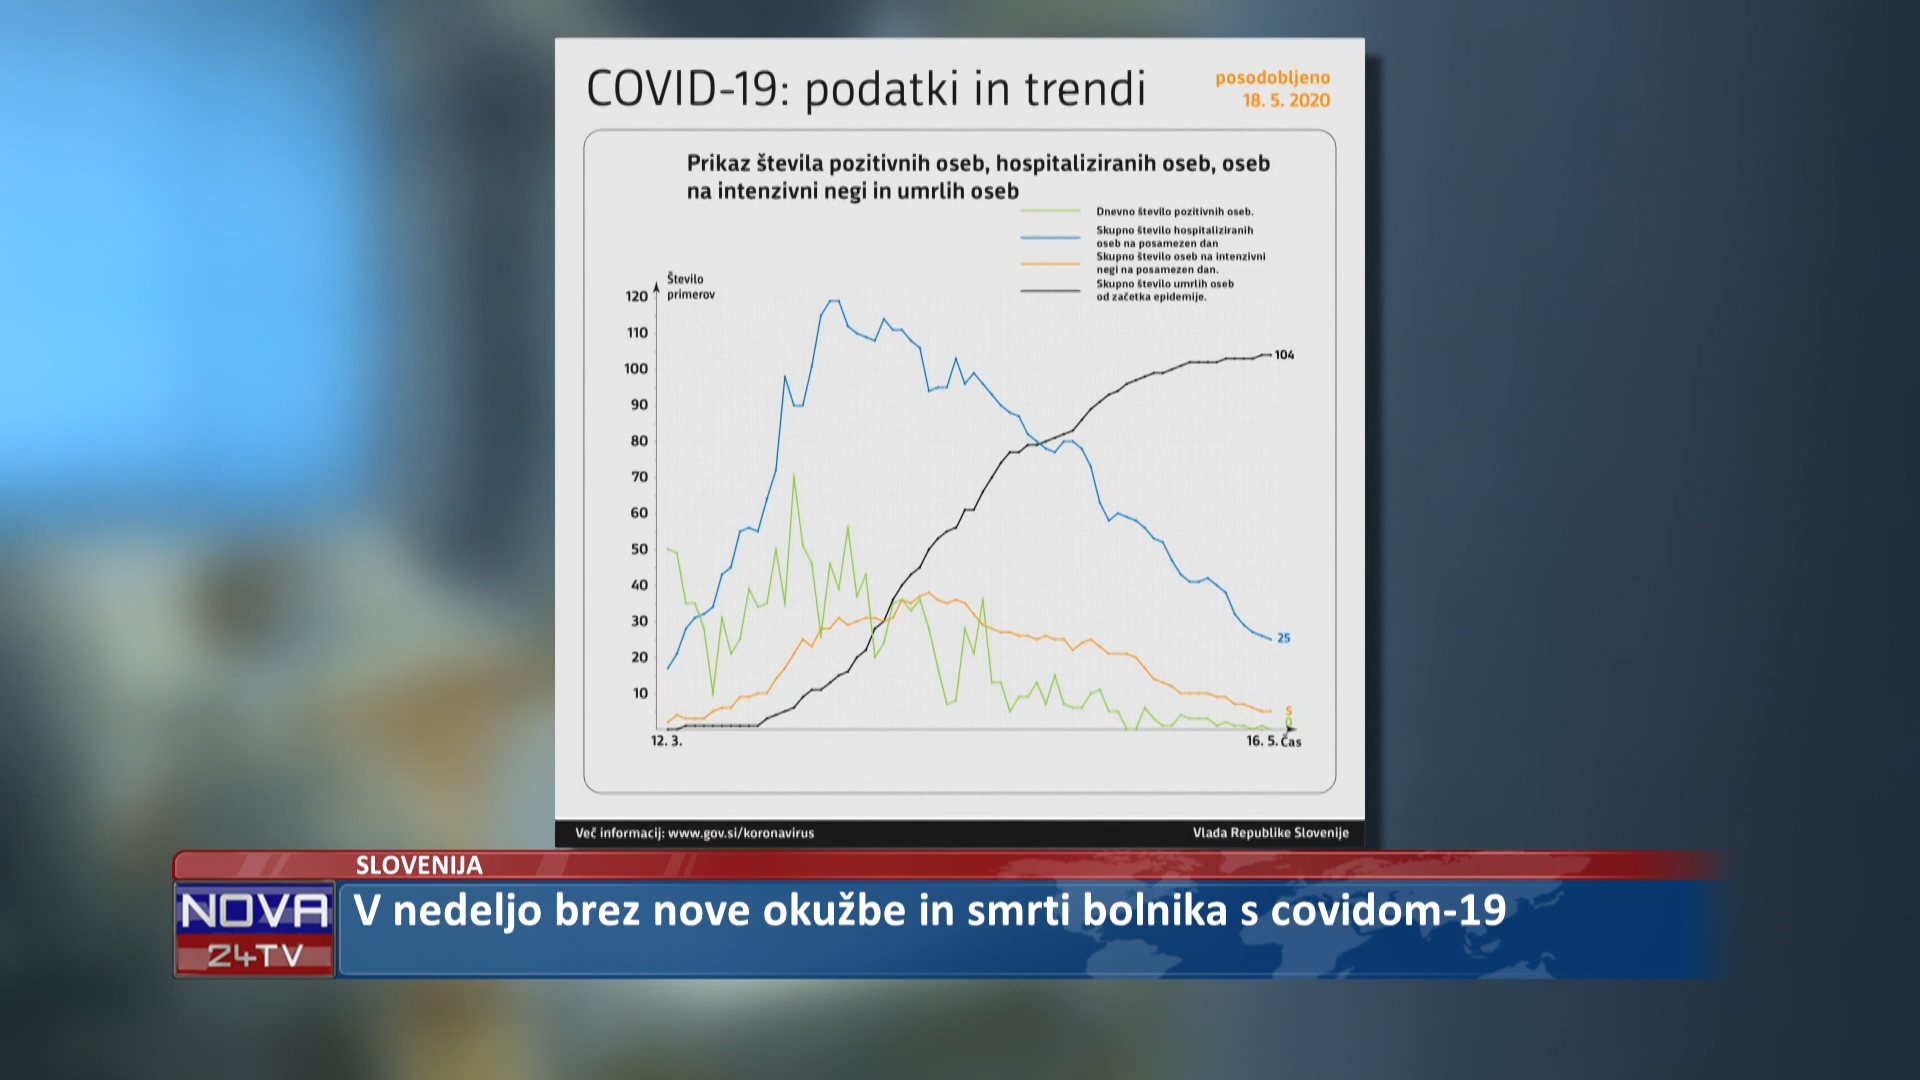 COVID-19: podatki in trendi
posodobljeno
18. 5. 2020
Prikaz števila pozitivnih oseb, hospitaliziranih oseb, oseb
na intenzivni negi in umrlih oseb
Dnevno število pozitivnih oseb.
Skupno število hospitaliziranih
oseb na posamezen dan
Skupno število oseb na intenzivni
negi na posamezen dan.
Skupno število umrlih oseb
od začetka epidemije.
Število
primerov
120
110
100
90
80
70
60
50
40
30
20
10
104
25
5
0
12. 3.
16. 5.
Čas
Več informacij: www.gov.si/koronavirus
Vlada Republike Slovenije
SLOVENIJA
NOVA
24TV
V nedeljo brez nove okužbe in smrti bolnika s covidom-19